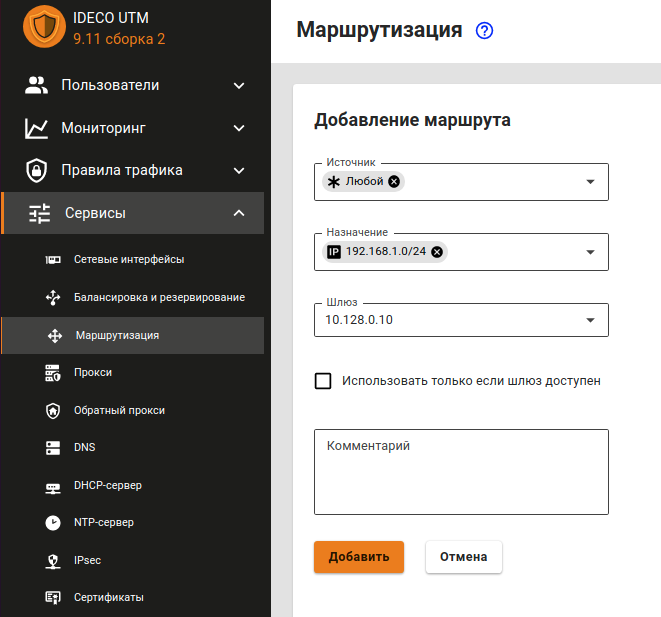 IDECO UTM
9.11 сборка 2
Пользователи
Мониторинг
Правила трафика
Сервисы
Сетевые интерфейсы
Балансировка и резервирование
Маршрутизация
Прокси
Обратный прокси
DNS
DHCP-сервер
NTP-сервер
IPsec
Сертификаты
Маршрутизация ?
Добавление маршрута
Источник
Любой
Назначение
IP 192.168.1.0/24
Шлюз
10.128.0.10
Использовать только если шлюз доступен
Комментарий
Добавить Отмена